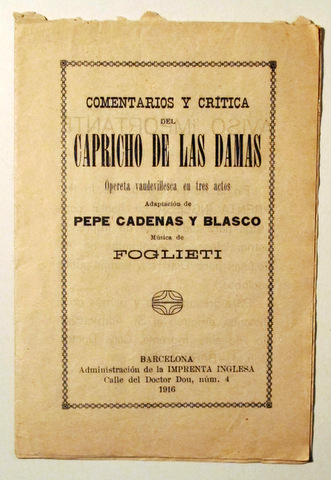 COMENTARIOS Y CRÍTICA
DEL
CAPRICHO DE LAS DAMAS
Opereta vaudevillesca en tres actos
Adaptación de
PEPE CADENAS Y BLASCO
Música de
FOGLIETI
BARCELONA
Administración de la IMPRENTA INGLESA
Calle del Doctor Dou, núm. 4
1916